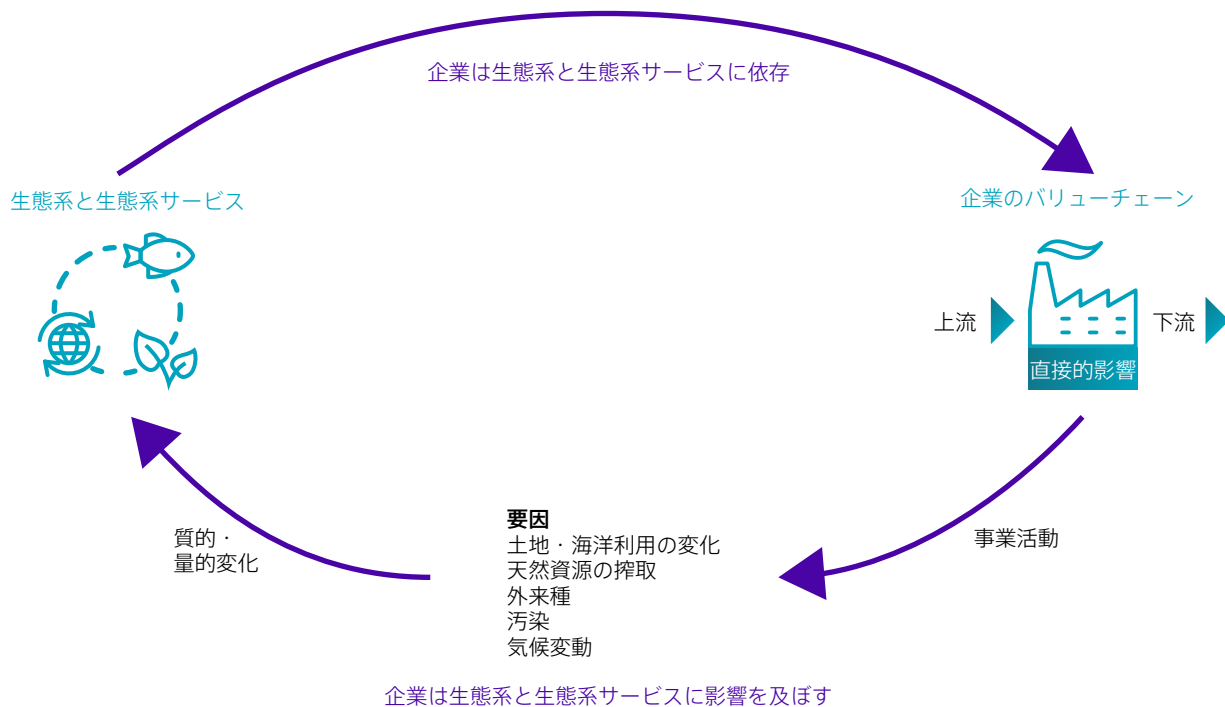 企業は生態系と生態系サービスに依存
生態系と生態系サービス
企業のバリューチェーン
上流
下流
直接的影響
要因
土地・海洋利用の変化
天然資源の搾取
外来種
汚染
気候変動
質的・
量的変化
事業活動
企業は生態系と生態系サービスに影響を及ぼす